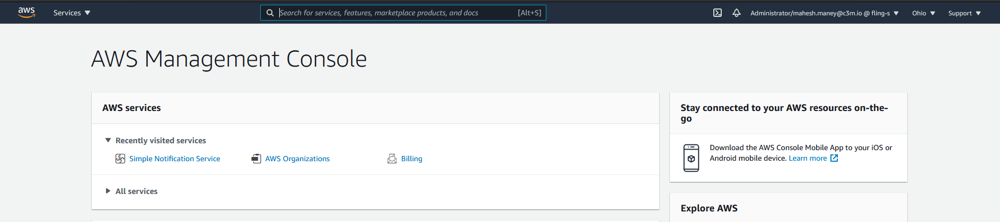 aws Services Search for services, features, marketplace products, and docs [Alt+S] Administrator/mahesh.maney@c3m.io @ fling-s Ohio Support
AWS Management Console
AWS services
Recently visited services
Simple Notification Service AWS Organizations Billing
All services
Stay connected to your AWS resources on-the-
go
Download the AWS Console Mobile App to your iOS or
Android mobile device. Learn more
Explore AWS